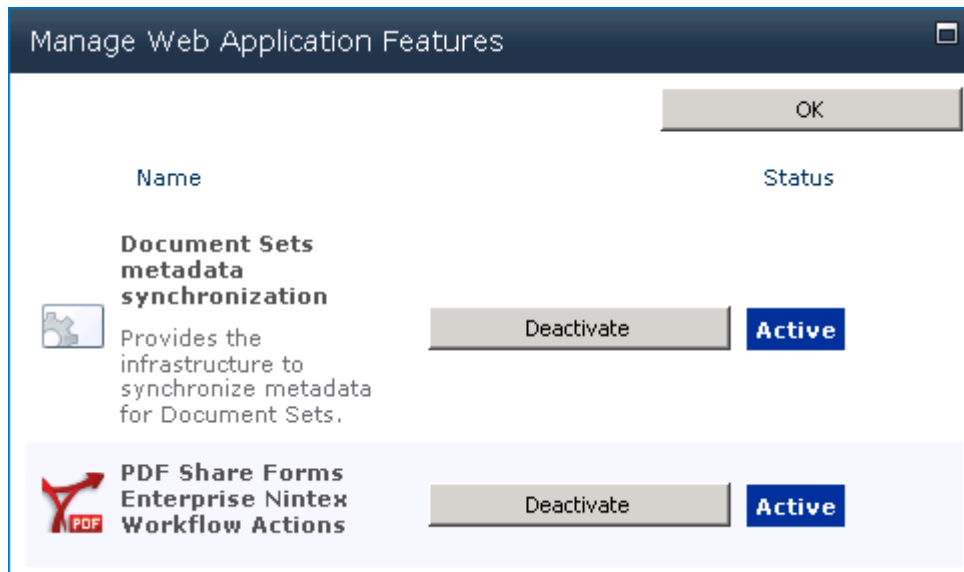 Manage Web Application Features
OK
Name
Status
Document Sets
metadata
synchronization
Provides the
infrastructure to
synchronize metadata
for Document Sets.
Deactivate
Active
PDF Share Forms
Enterprise Nintex
Workflow Actions
PDF
Deactivate
Active